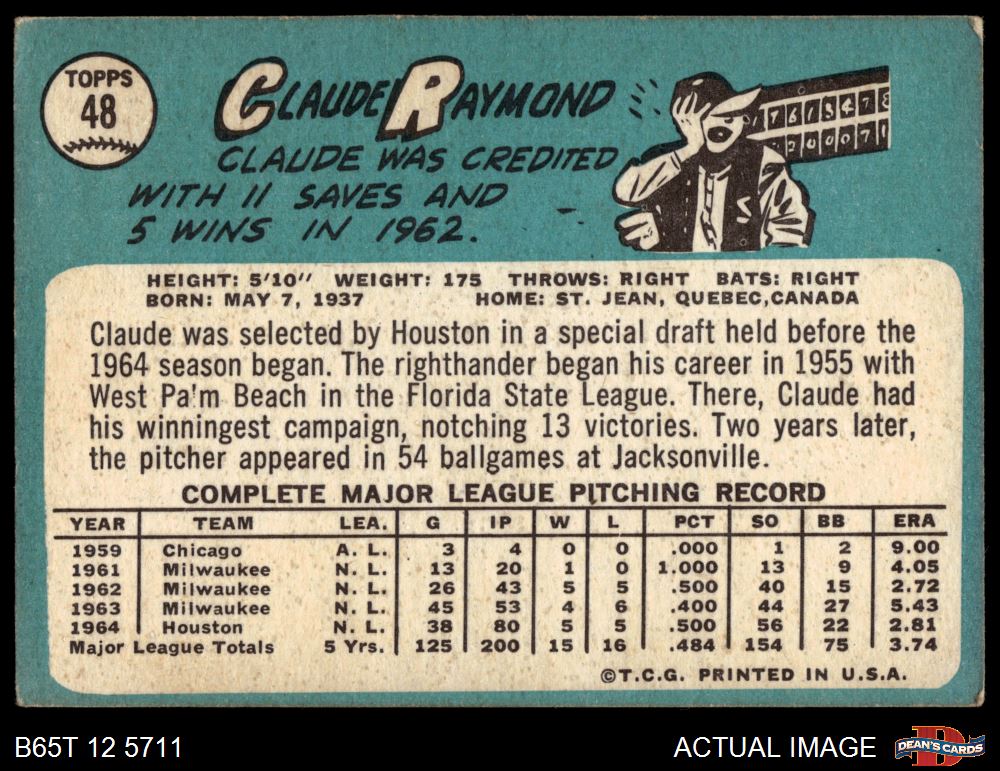 TOPPS
48
CLAUDE RAYMOND
CLAUDE WAS CREDITED
WITH 11 SAVES AND
5 WINS IN 1962.
HEIGHT: 5'10" WEIGHT: 175 THROWS: RIGHT BATS: RIGHT
BORN: MAY 7, 1937 HOME: ST. JEAN, QUEBEC,CANADA
Claude was selected by Houston in a special draft held before the
1964 season began. The righthander began his career in 1955 with
West Pa'm Beach in the Florida State League. There, Claude had
his winningest campaign, notching 13 victories. Two years later,
the pitcher appeared in 54 ballgames at Jacksonville.
COMPLETE MAJOR LEAGUE PITCHING RECORD
YEAR TEAM LEA. G IP W L PCT SO BB ERA
1959 Chicago A. L. 3 4 0 0 .000 1 2 9.00
1961 Milwaukee N. L. 13 20 1 0 1.000 13 9 4.05
1962 Milwaukee N. L. 26 43 5 5 .500 40 15 2.72
1963 Milwaukee N. L. 45 53 4 6 .400 44 27 5.43
1964 Houston N. L. 38 80 5 5 .500 56 22 2.81
Major League Totals 5 Yrs. 125 200 15 16 .484 154 75 3.74
©T.C.G. PRINTED IN U.S.A.
B65T 12 5711
ACTUAL IMAGE
DEAN'S CARDS